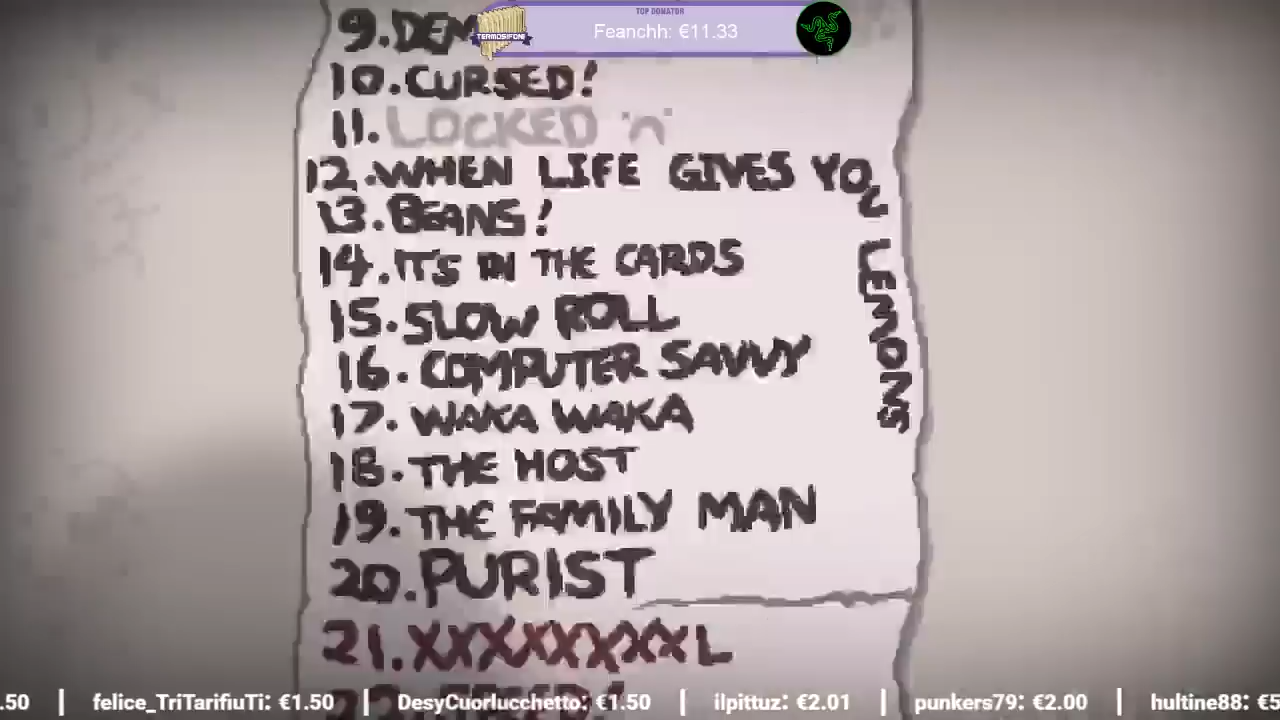 TOP DONATOR
TERMOSIFONI
Feanchh: €11.33
9.DEM
10.CURSED!
11.LOCKED
12.WHEN LIFE GIVES YOU LEMONS
13.BEANS!
14.IT'S IN THE CARDS
15.SLOW ROLL
16.COMPUTER SAVVY
17.WAKA WAKA
18.THE HOST
19.THE FAMILY MAN
20.PURIST
21.XXXXXXXXL
.50 | felice_TriTarifiuTi: €1.50 | DesyCuorlucchetto: €1.50 | ilpittuz: €2.01 | punkers79: €2.00 | hultine88: €5